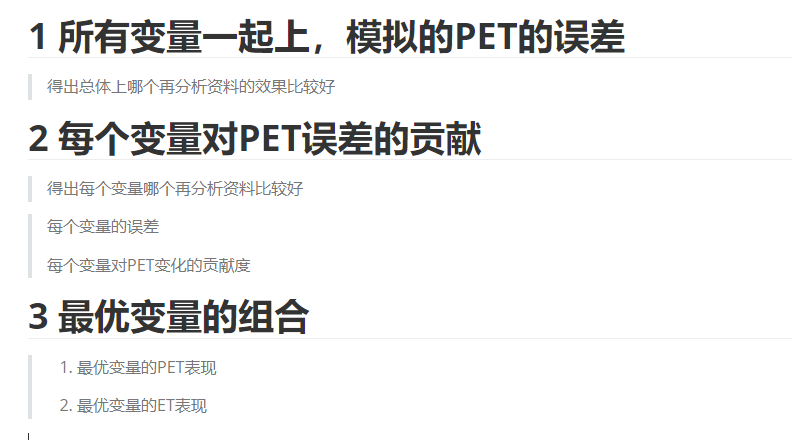 1 所有变量一起上，模拟的PET的误差
得出总体上哪个再分析资料的效果比较好
2 每个变量对PET误差的贡献
得出每个变量哪个再分析资料比较好
每个变量的误差
每个变量对PET变化的贡献度
3 最优变量的组合
1. 最优变量的PET表现
2. 最优变量的ET表现